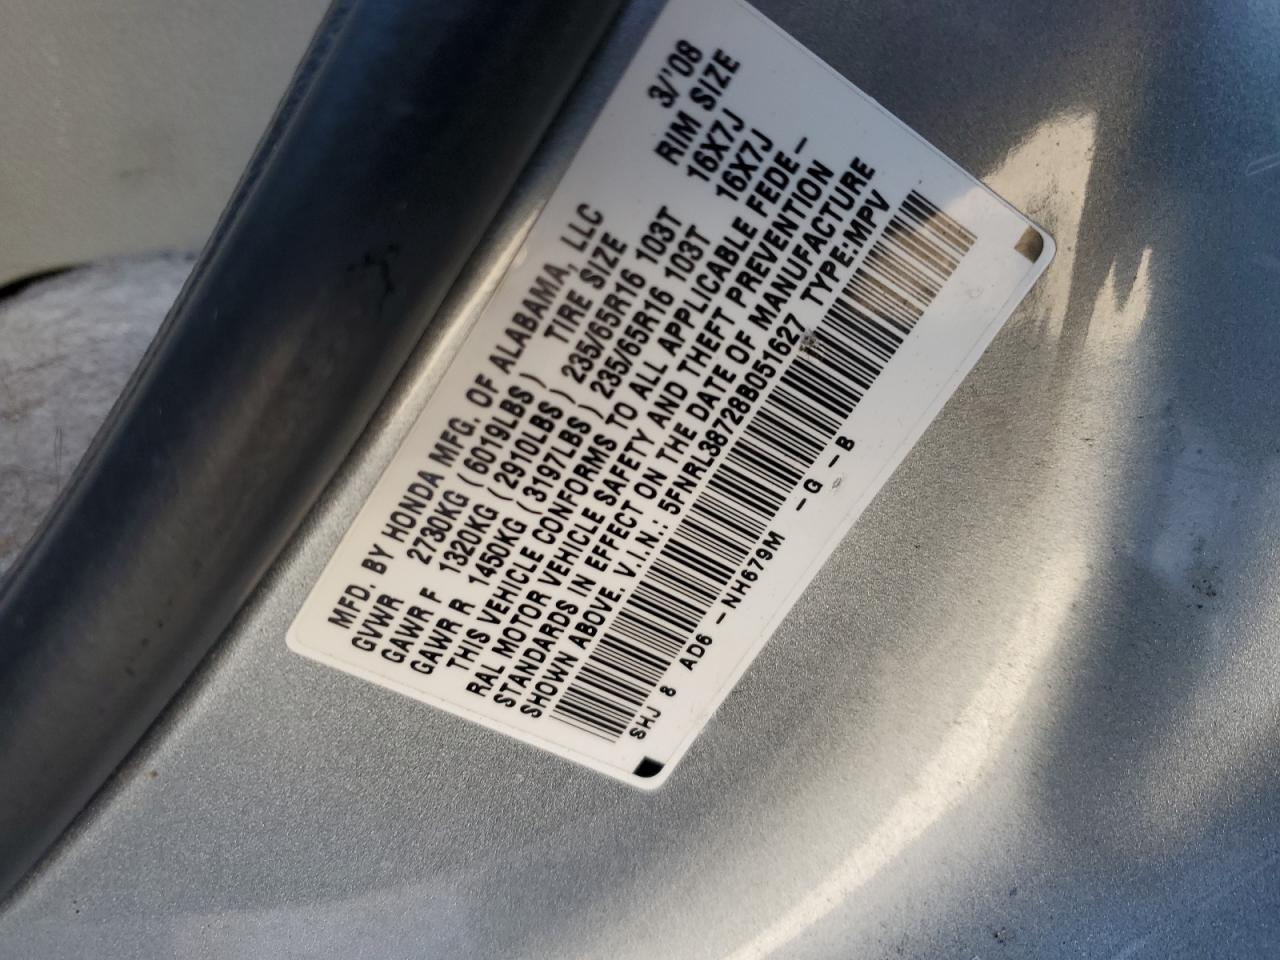 MFD. BY HONDA MFG. OF ALABAMA, LLC 3/'08
GVWR 2730KG (6019LBS) TIRE SIZE RIM SIZE
GAWR F 1320KG (2910LBS) 235/65R16 103T 16X7J
GAWR R 1450KG (3197LBS) 235/65R16 103T 16X7J
THIS VEHICLE CONFORMS TO ALL APPLICABLE FEDE-
RAL MOTOR VEHICLE SAFETY AND THEFT PREVENTION
STANDARDS IN EFFECT ON THE DATE OF MANUFACTURE
SHOWN ABOVE. V.I.N.: 5FNRL38728B051627 TYPE:MPV
SHJ 8 AD6 -NH679M -G -B